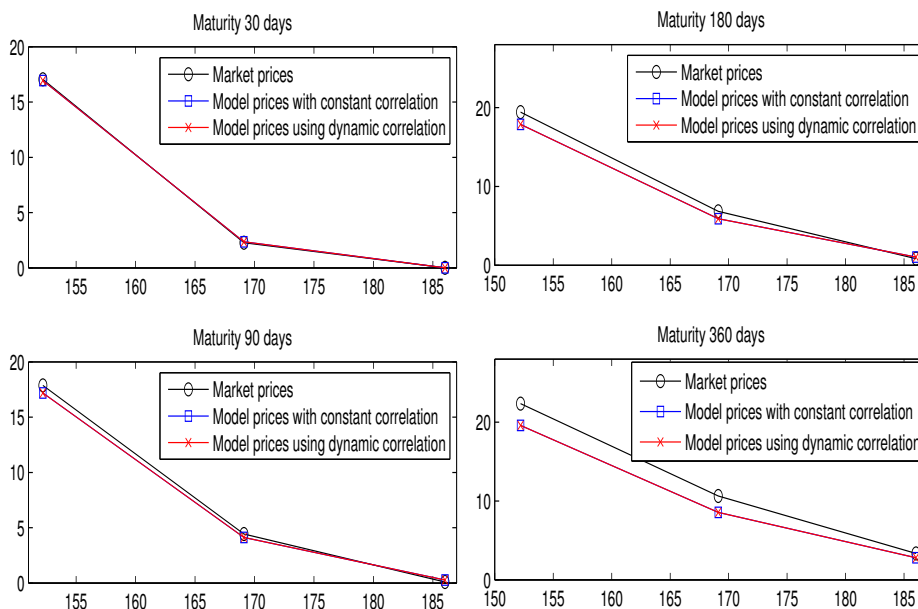 Maturity 30 days
20
15
10
5
0
155 160 165 170 175 180 185
Market prices
Model prices with constant correlation
Model prices using dynamic correlation
Maturity 180 days
20
10
0
150 155 160 165 170 175 180 185
Market prices
Model prices with constant correlation
Model prices using dynamic correlation
Maturity 90 days
20
15
10
5
0
155 160 165 170 175 180 185
Market prices
Model prices with constant correlation
Model prices using dynamic correlation
Maturity 360 days
20
10
0
150 155 160 165 170 175 180 185
Market prices
Model prices with constant correlation
Model prices using dynamic correlation